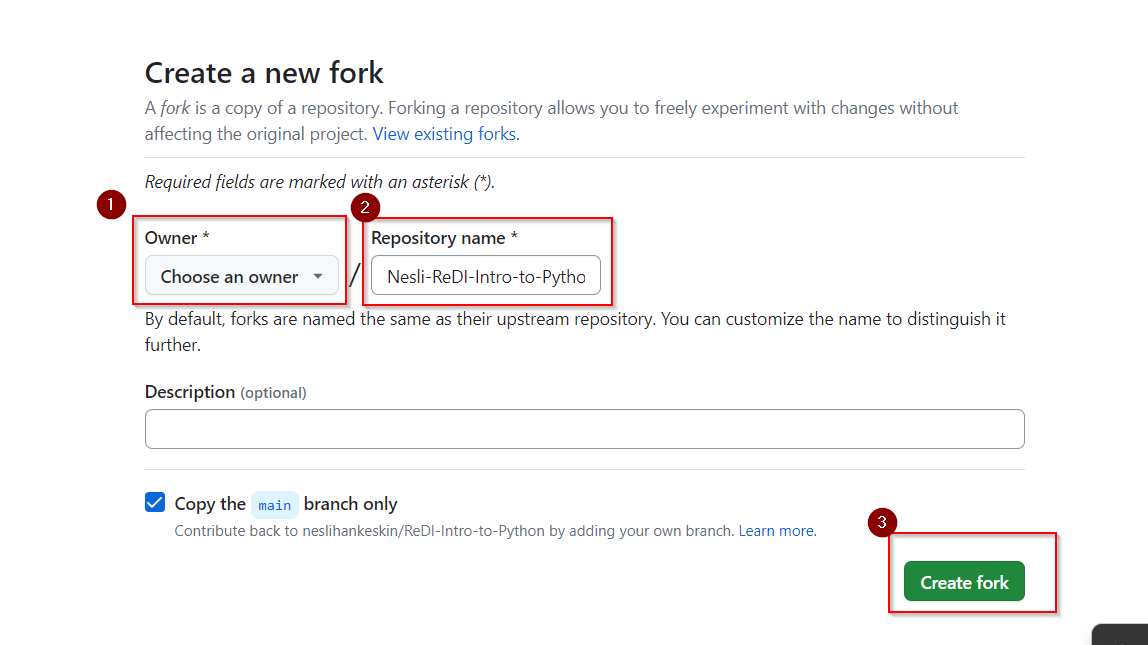 Create a new fork
A fork is a copy of a repository. Forking a repository allows you to freely experiment with changes without
affecting the original project. View existing forks.
Required fields are marked with an asterisk (*).
1
2
Owner *
Repository name *
Choose an owner
/
Nesli-ReDI-Intro-to-Pytho
By default, forks are named the same as their upstream repository. You can customize the name to distinguish it
further.
Description (optional)
Copy the main branch only
Contribute back to neslihankeskin/ReDI-Intro-to-Python by adding your own branch. Learn more.
3
Create fork